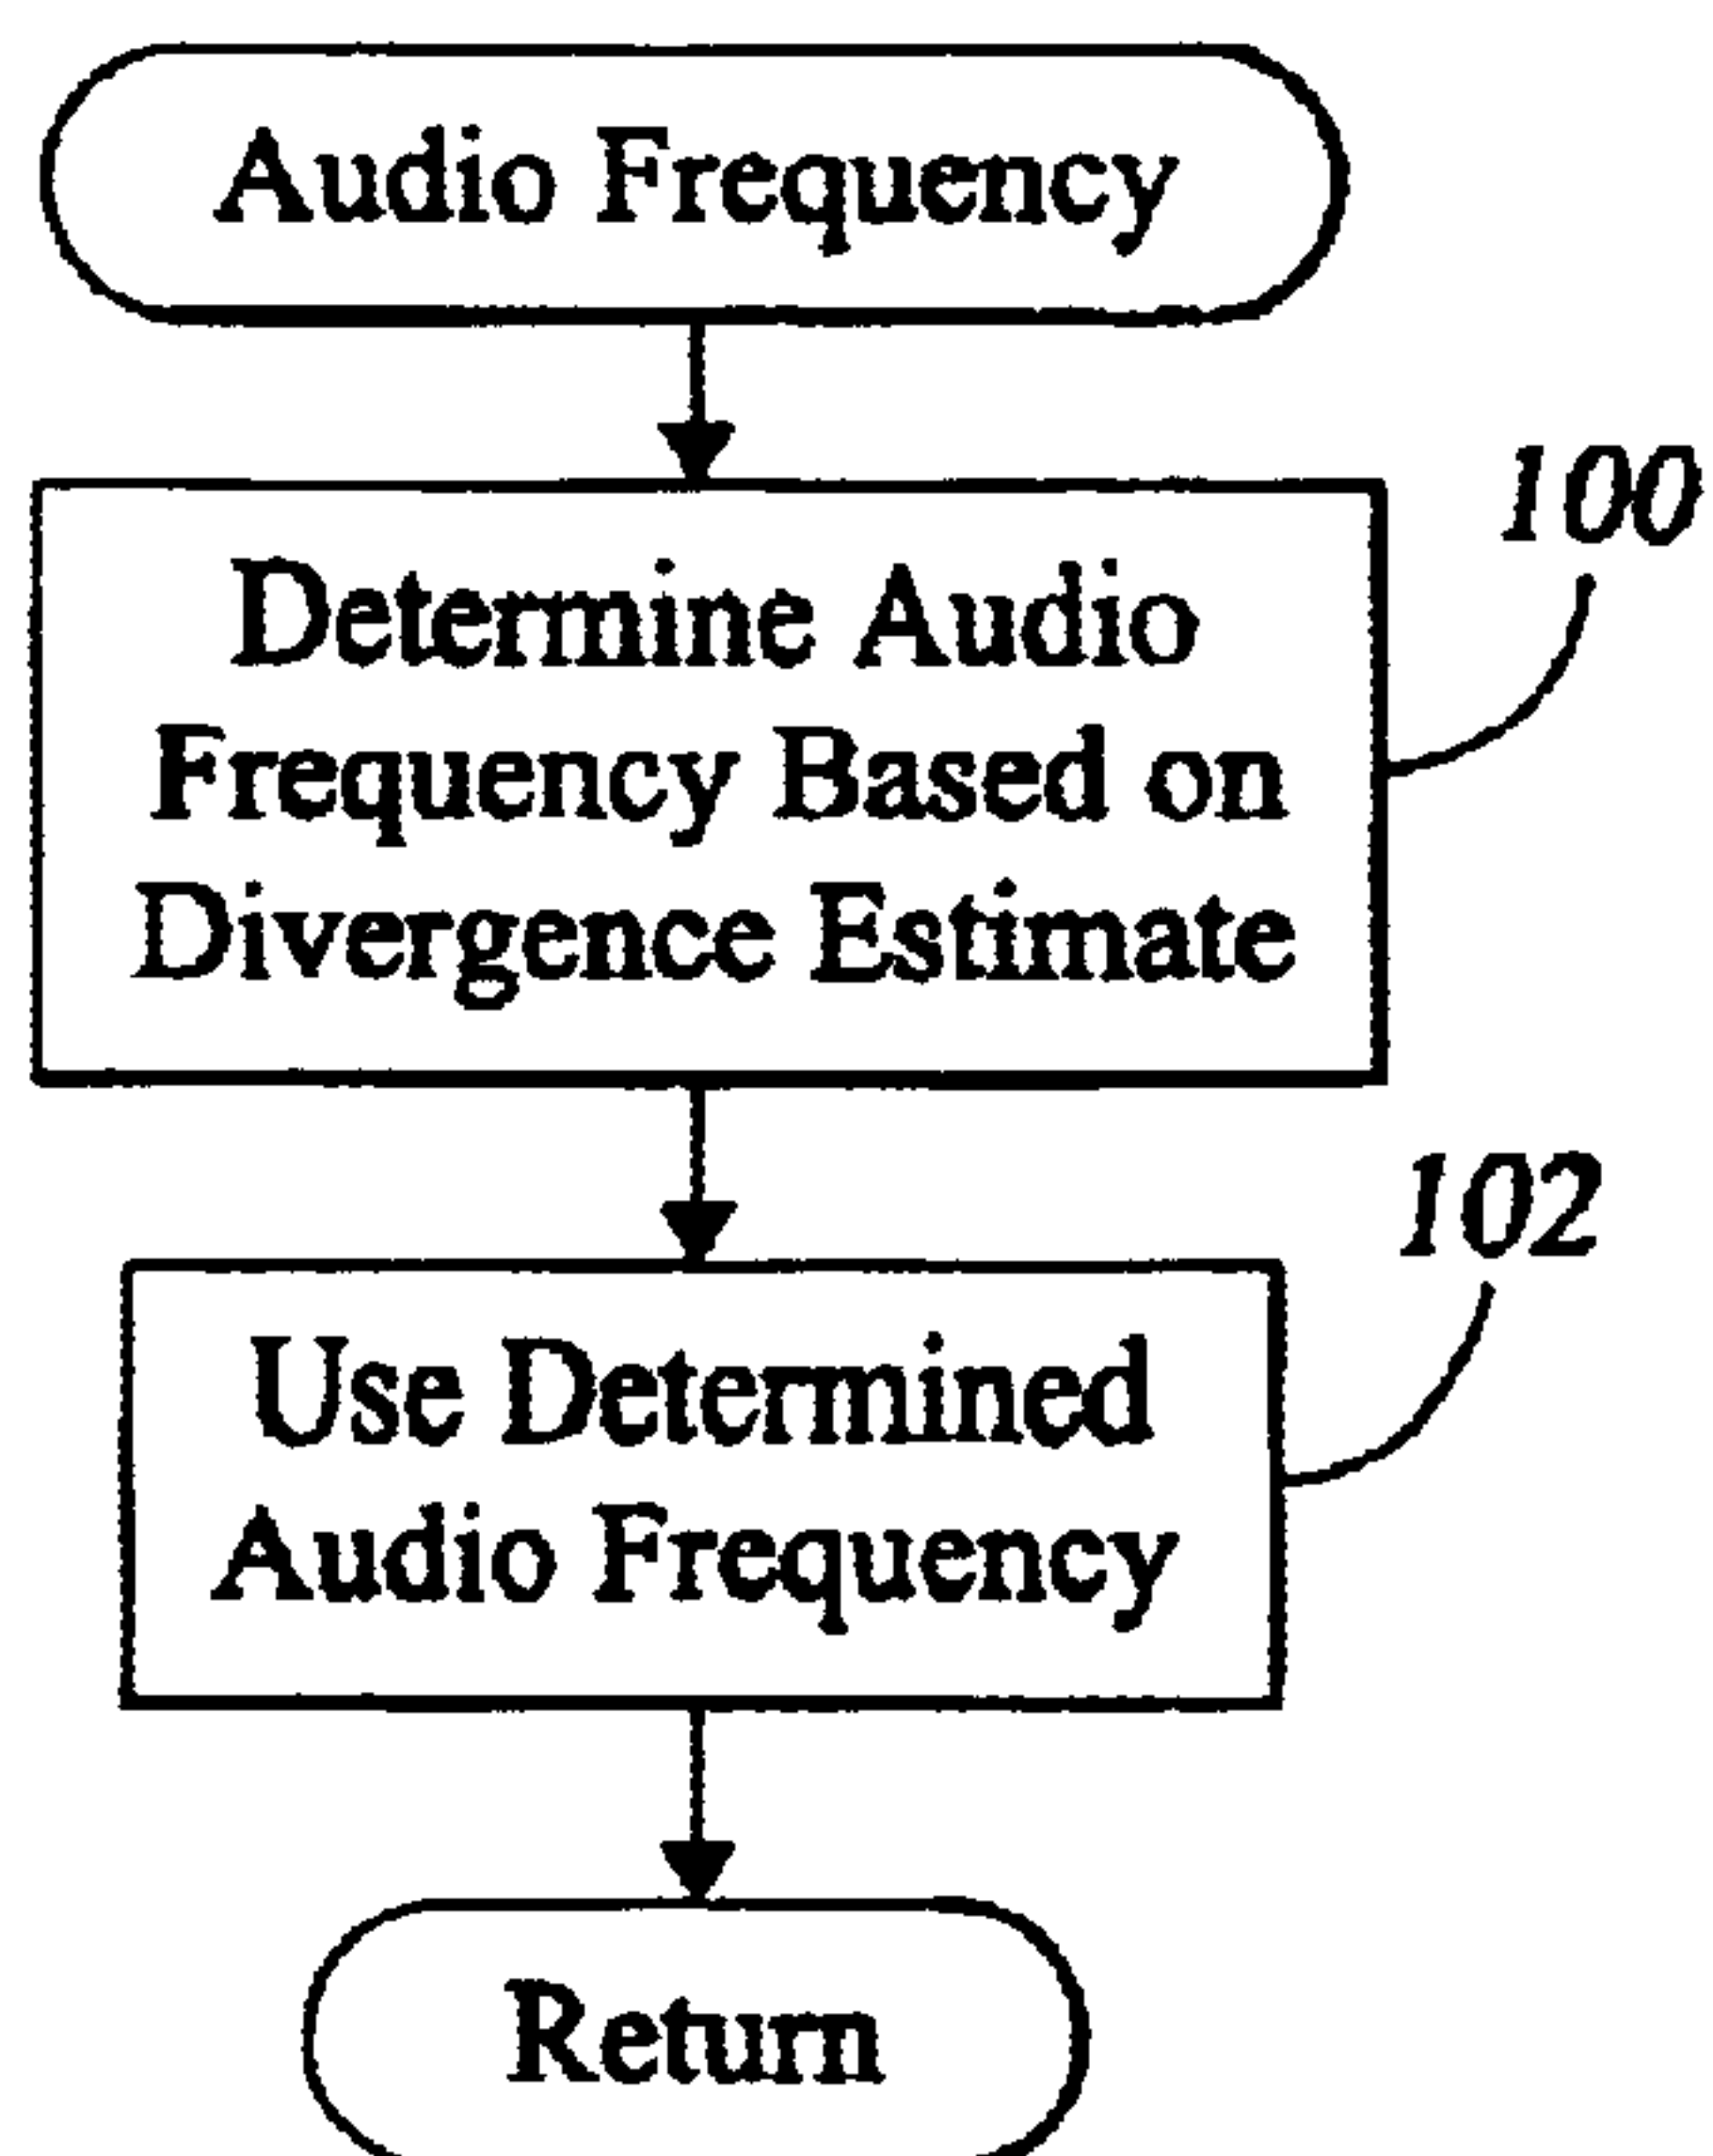 Audio Frequency
100
Determine Audio
Frequency Based on
Divergence Estimate
102
Use Determined
Audio Frequency
Return